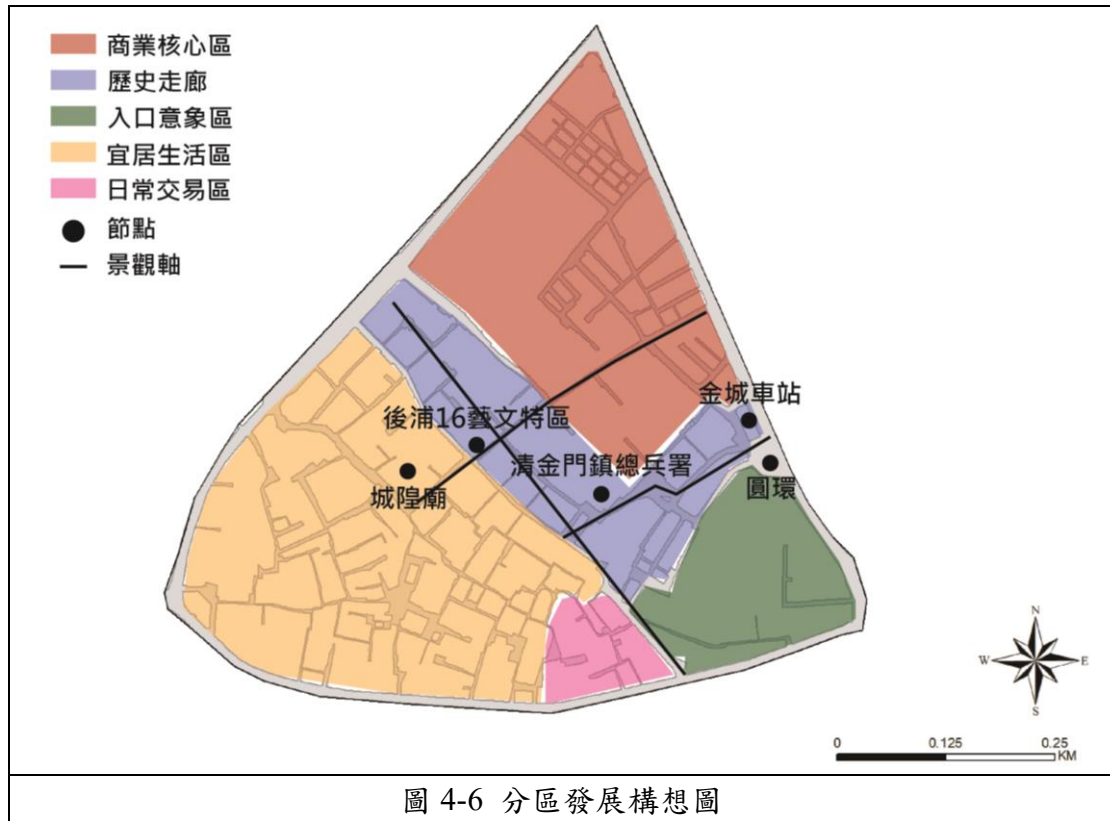 商業核心區
歷史走廊
入口意象區
宜居生活區
日常交易區
節點
景觀軸
金城車站
後浦16藝文特區
清金門鎮總兵署
城隍廟
圓環
N
W
E
S
0
0.125
0.25
KM
圖 4-6 分區發展構想圖